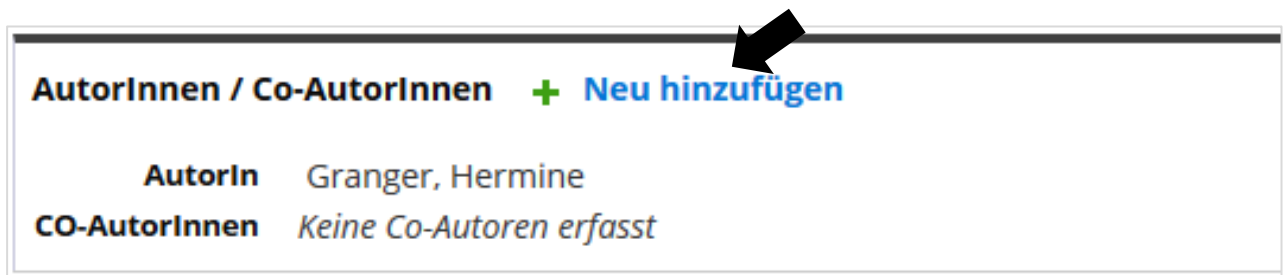 AutorInnen / Co-AutorInnen + Neu hinzufügen
AutorIn Granger, Hermine
CO-AutorInnen Keine Co-Autoren erfasst